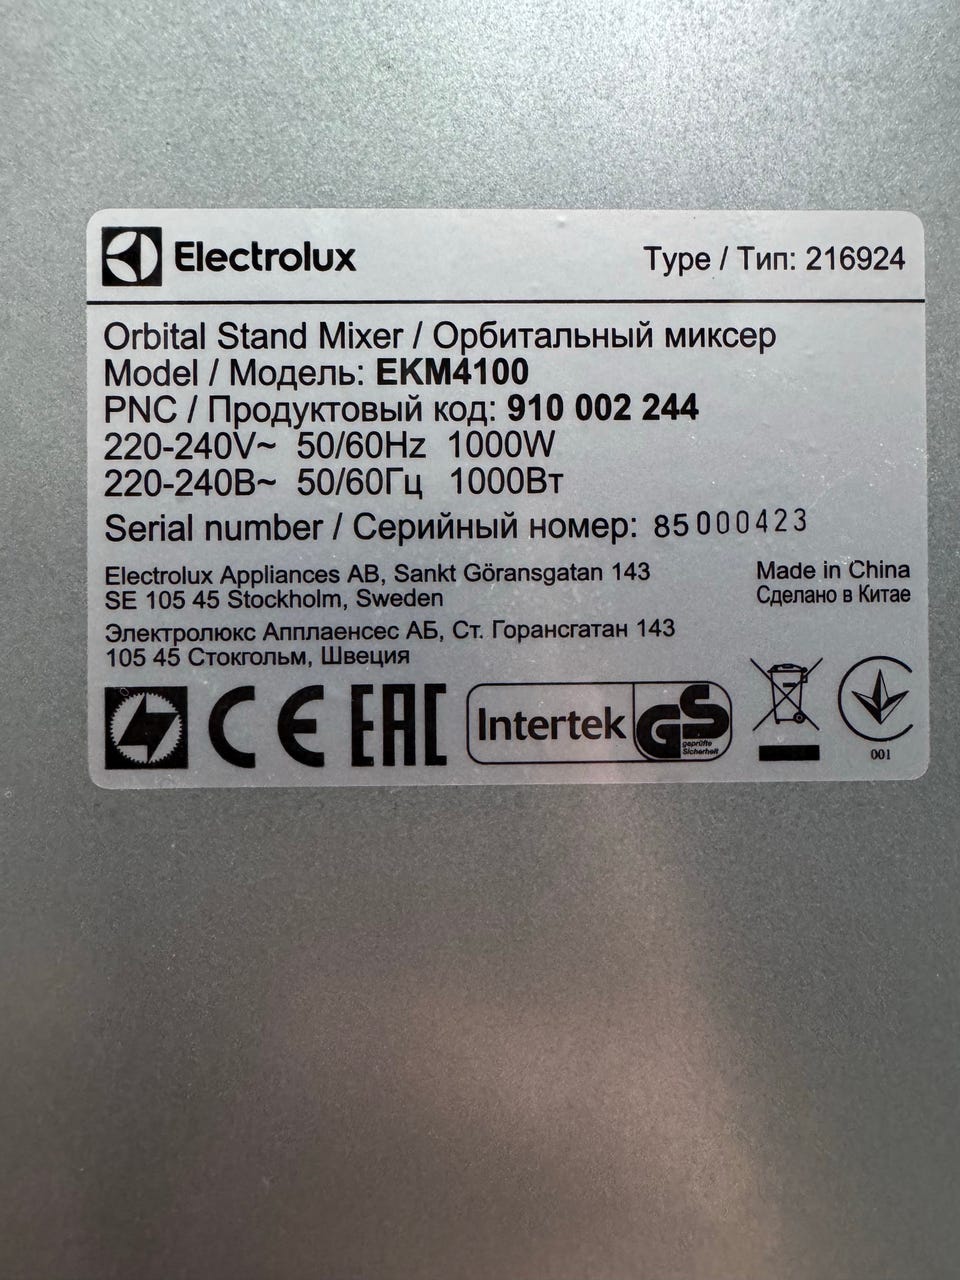 Electrolux
Type / Тип: 216924
Orbital Stand Mixer / Орбитальный миксер
Model / Модель: EKM4100
PNC / Продуктовый код: 910 002 244
220-240V~ 50/60Hz 1000W
220-240В~ 50/60Гц 1000Вт
Serial number / Серийный номер: 85000423
Electrolux Appliances AB, Sankt Göransgatan 143
SE 105 45 Stockholm, Sweden
Made in China
Сделано в Китае
Электролюкс Апплаенсес АБ, Ст. Горансгатан 143
105 45 Стокгольм, Швеция
CE EAC Intertek GS
geprüfte
Sicherheit
001